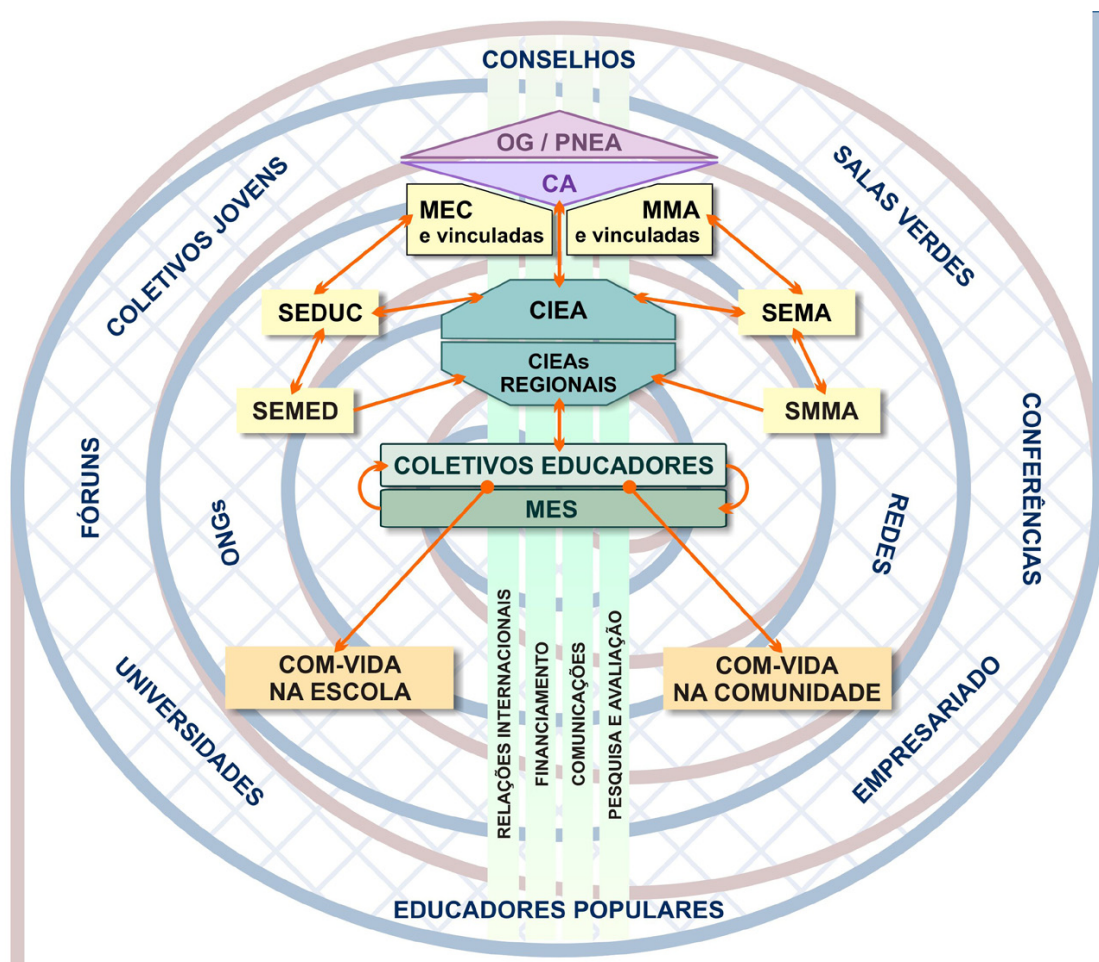 CONSELHOS
OG / PNEA
CA
COLETIVOS JOVENS
SALAS VERDES
MEC
e vinculadas
MMA
e vinculadas
SEDUC
CIEA
SEMA
CIEAs
REGIONAIS
SEMED
SMMA
FÓRUNS
ONGs
COLETIVOS EDUCADORES
MES
REDES
CONFERÊNCIAS
COM-VIDA
NA ESCOLA
COM-VIDA
NA COMUNIDADE
RELAÇÕES INTERNACIONAIS
FINANCIAMENTO
COMUNICAÇÕES
PESQUISA E AVALIAÇÃO
UNIVERSIDADES
EMPRESARIADO
EDUCADORES POPULARES